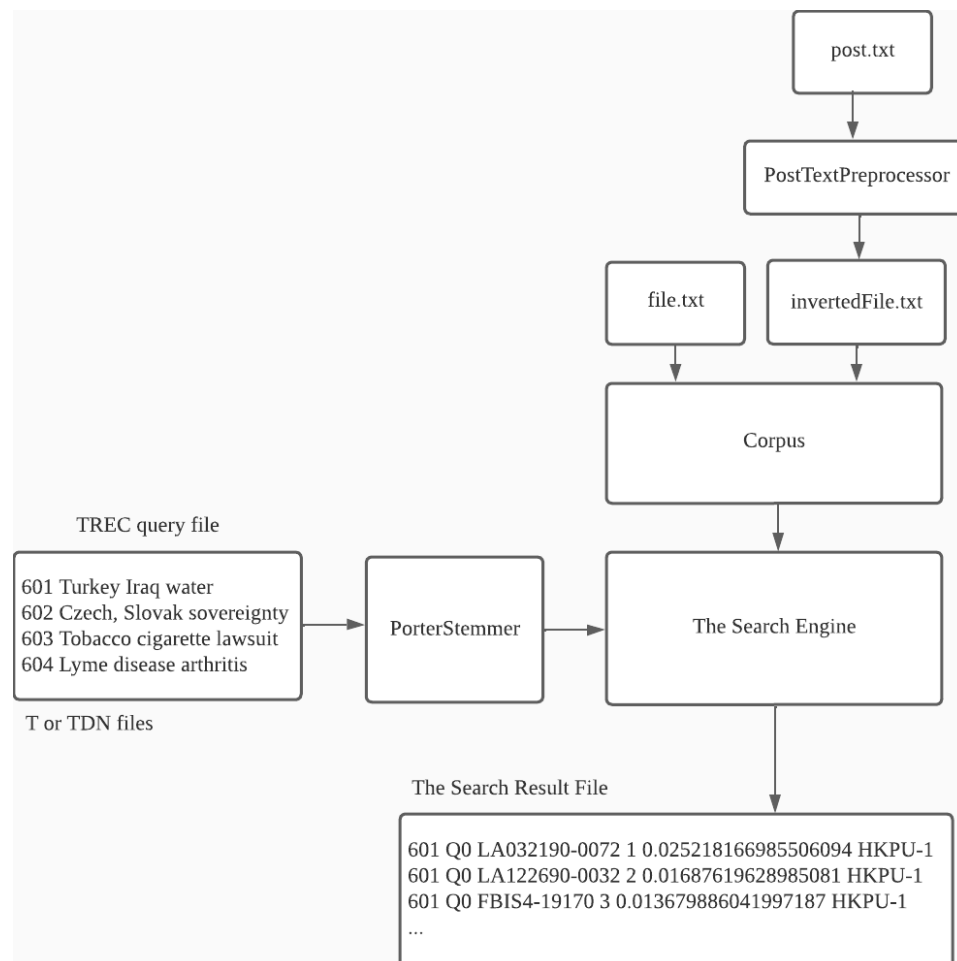 post.txt
PostTextPreprocessor
file.txt
invertedFile.txt
Corpus
TREC query file
601 Turkey Iraq water
602 Czech, Slovak sovereignty
603 Tobacco cigarette lawsuit
604 Lyme disease arthritis
PorterStemmer
The Search Engine
T or TDN files
The Search Result File
601 Q0 LA032190-0072 1 0.025218166985506094 HKPU-1
601 Q0 LA122690-0032 2 0.01687619628985081 HKPU-1
601 Q0 FBIS4-19170 3 0.013679886041997187 HKPU-1
...